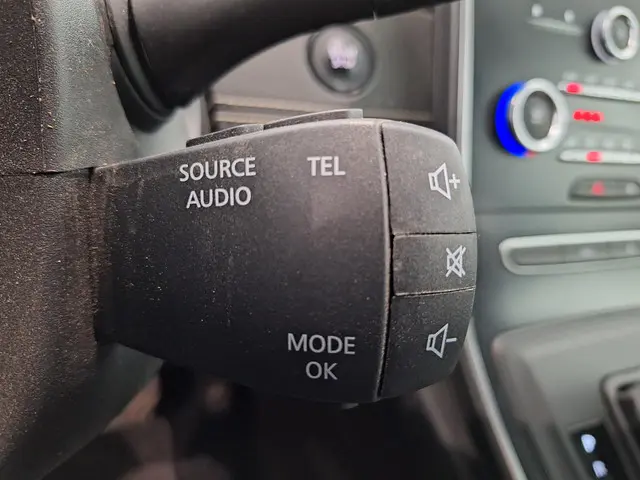 SOURCE
AUDIO
TEL
+
MODE
OK
-